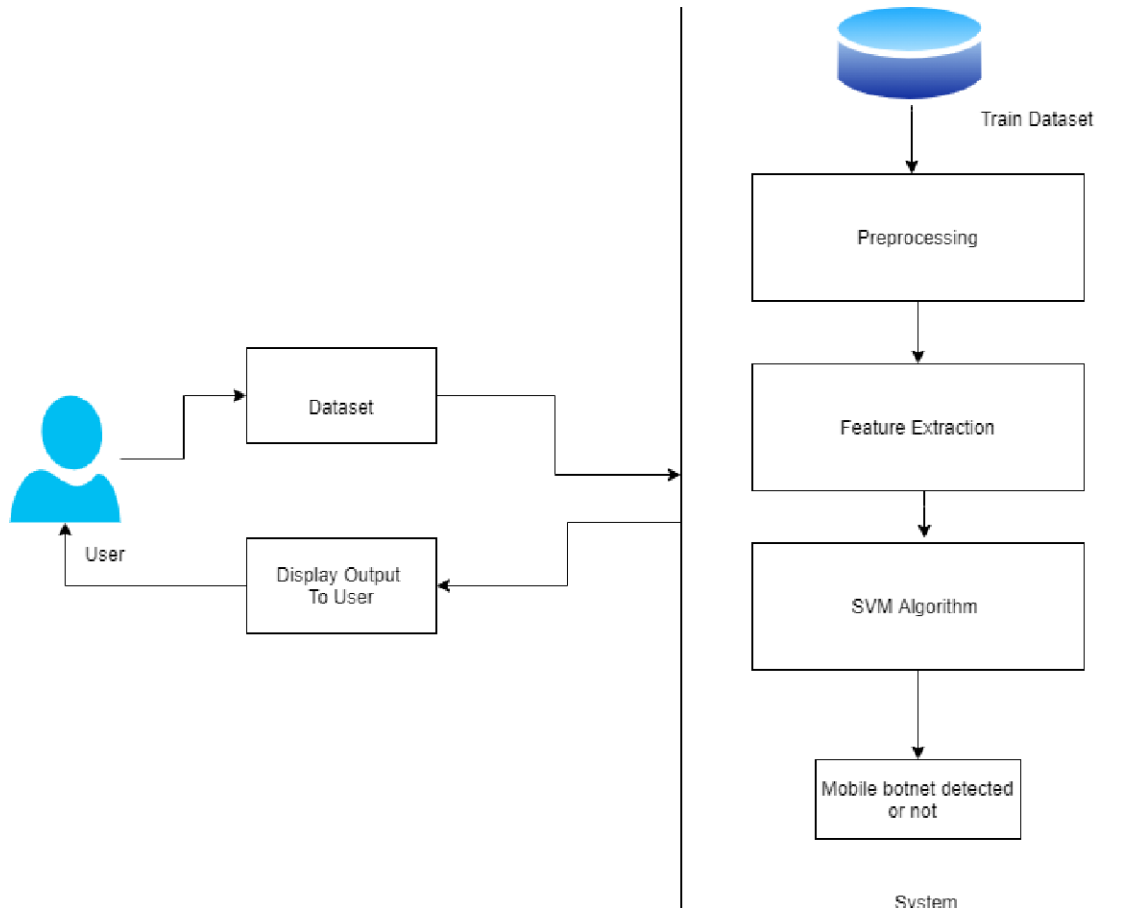 Train Dataset
Preprocessing
Dataset
Feature Extraction
User
Display Output
To User
SVM Algorithm
Mobile botnet detected
or not
System